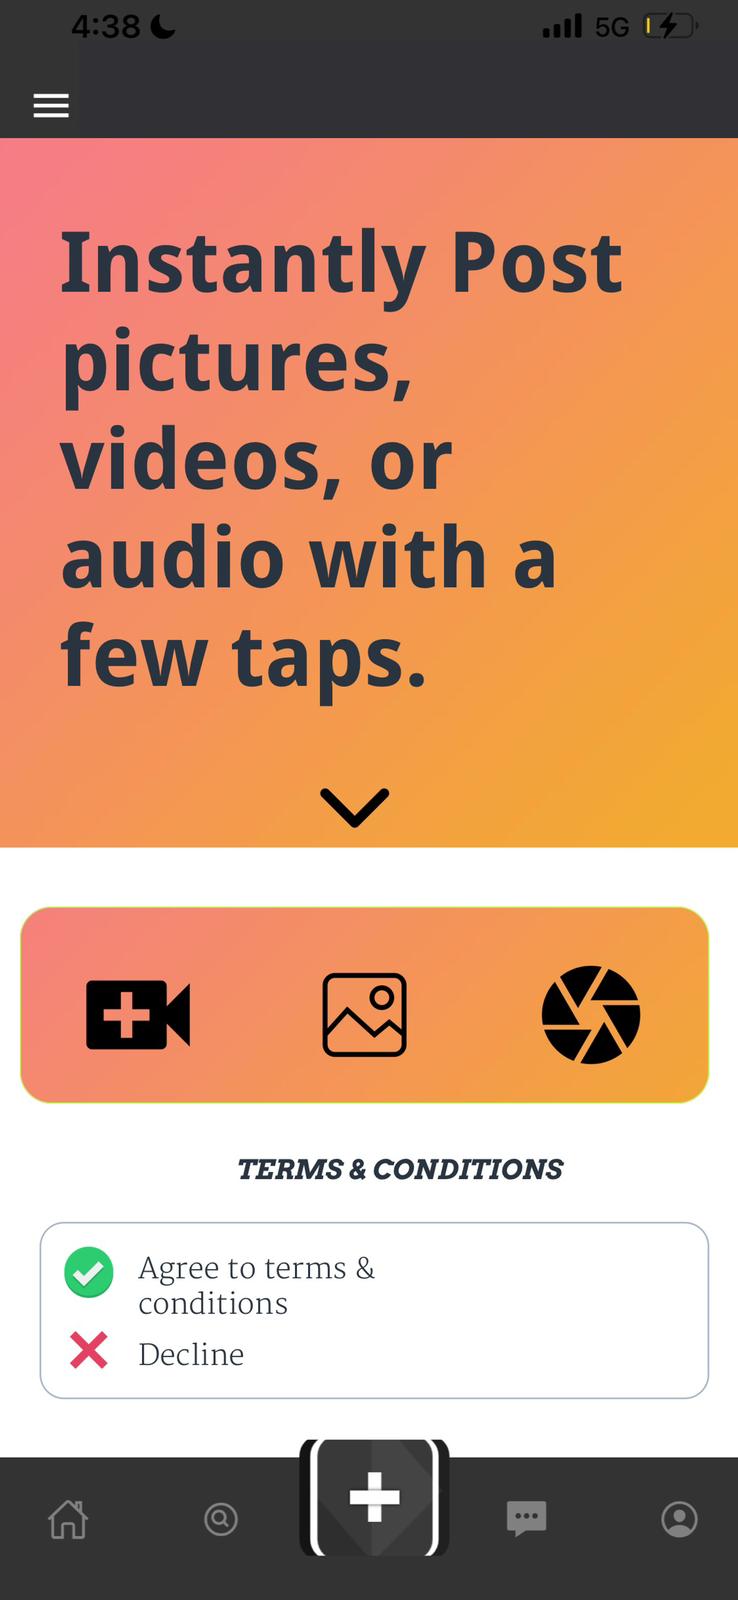 4:38
5G
Instantly Post
pictures,
videos, or
audio with a
few taps.
TERMS & CONDITIONS
Agree to terms &
conditions
Decline